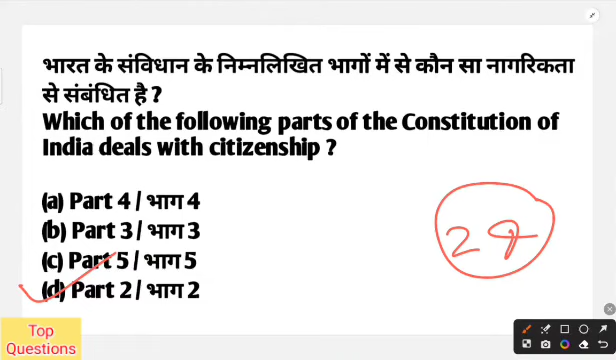 भारत के संविधान के निम्नलिखित भागों में से कौन सा नागरिकता
से संबंधित है ?
Which of the following parts of the Constitution of
India deals with citizenship ?
(a) Part 4 / भाग 4
(b) Part 3 / भाग 3
(c) Part 5 / भाग 5
(d) Part 2 / भाग 2
Top
Questions